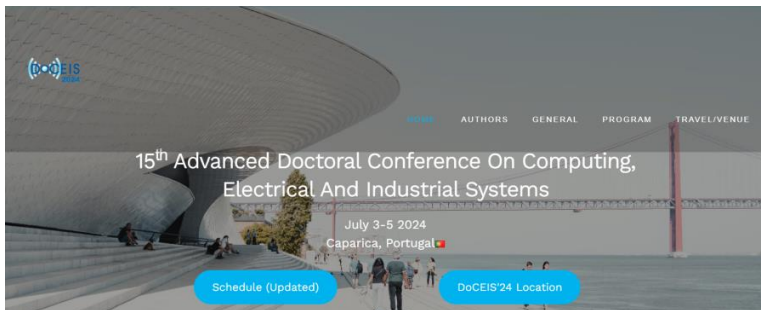 DoCEIS
2024
HOME AUTHORS GENERAL PROGRAM TRAVEL/VENUE
15th Advanced Doctoral Conference On Computing,
Electrical And Industrial Systems
July 3-5 2024
Caparica, Portugal🇵🇹
Schedule (Updated) DoCEIS'24 Location